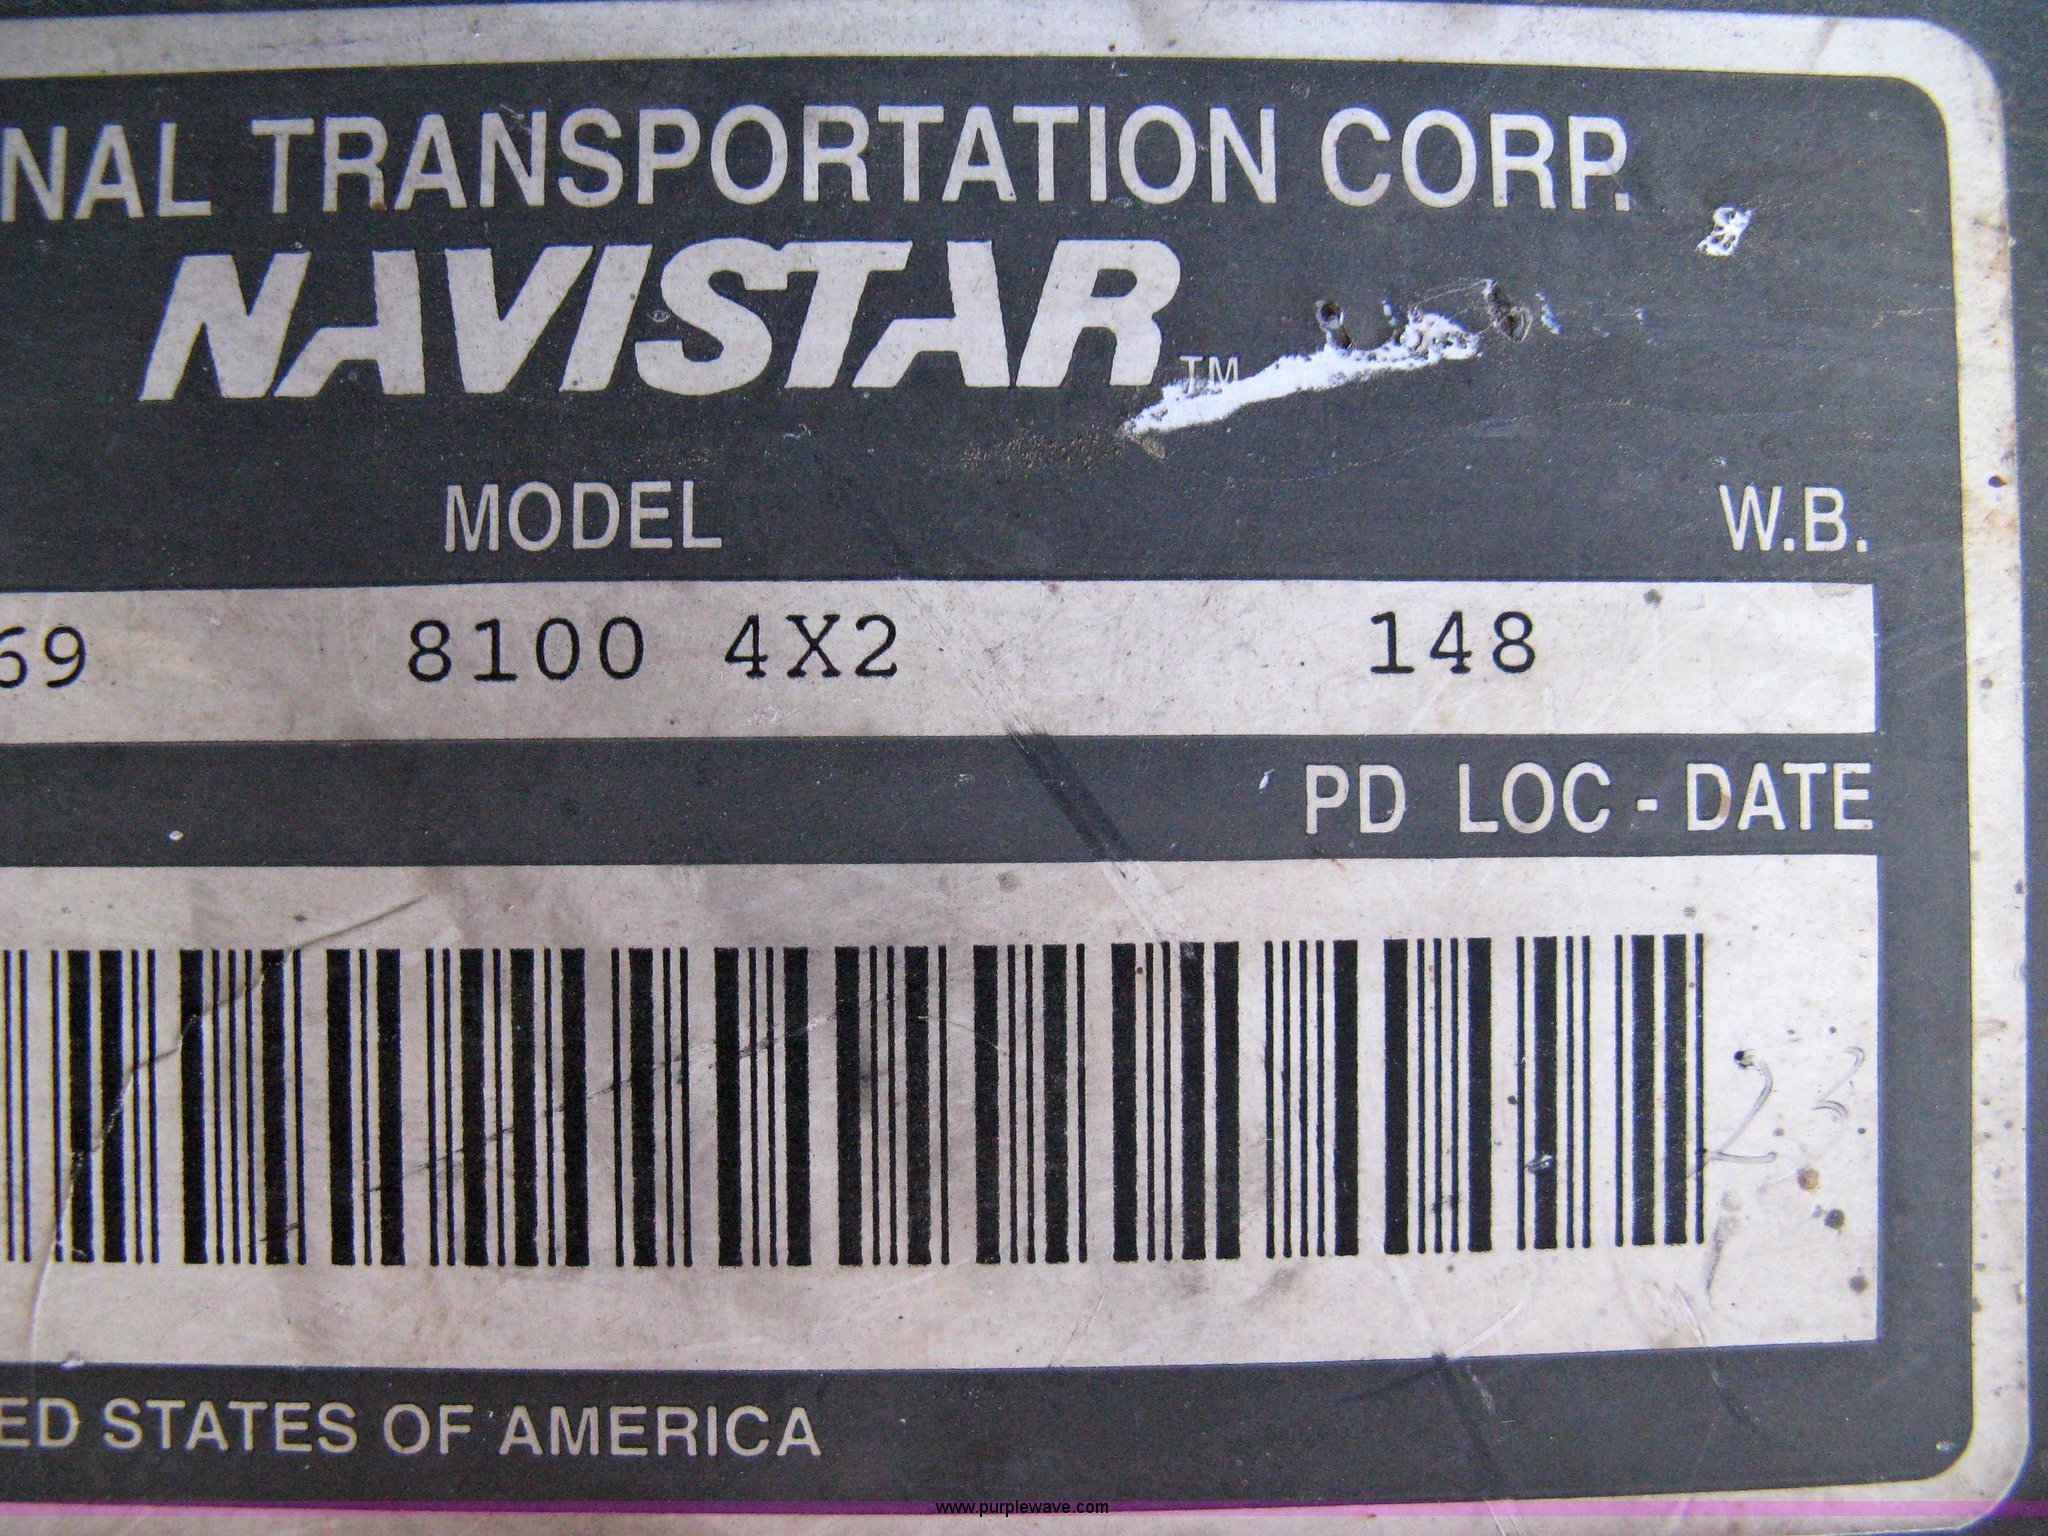 NAL TRANSPORTATION CORP.
NAVISTAR TM
MODEL W.B.
69 8100 4X2 148
PD LOC - DATE
23
ED STATES OF AMERICA
www.purplewave.com